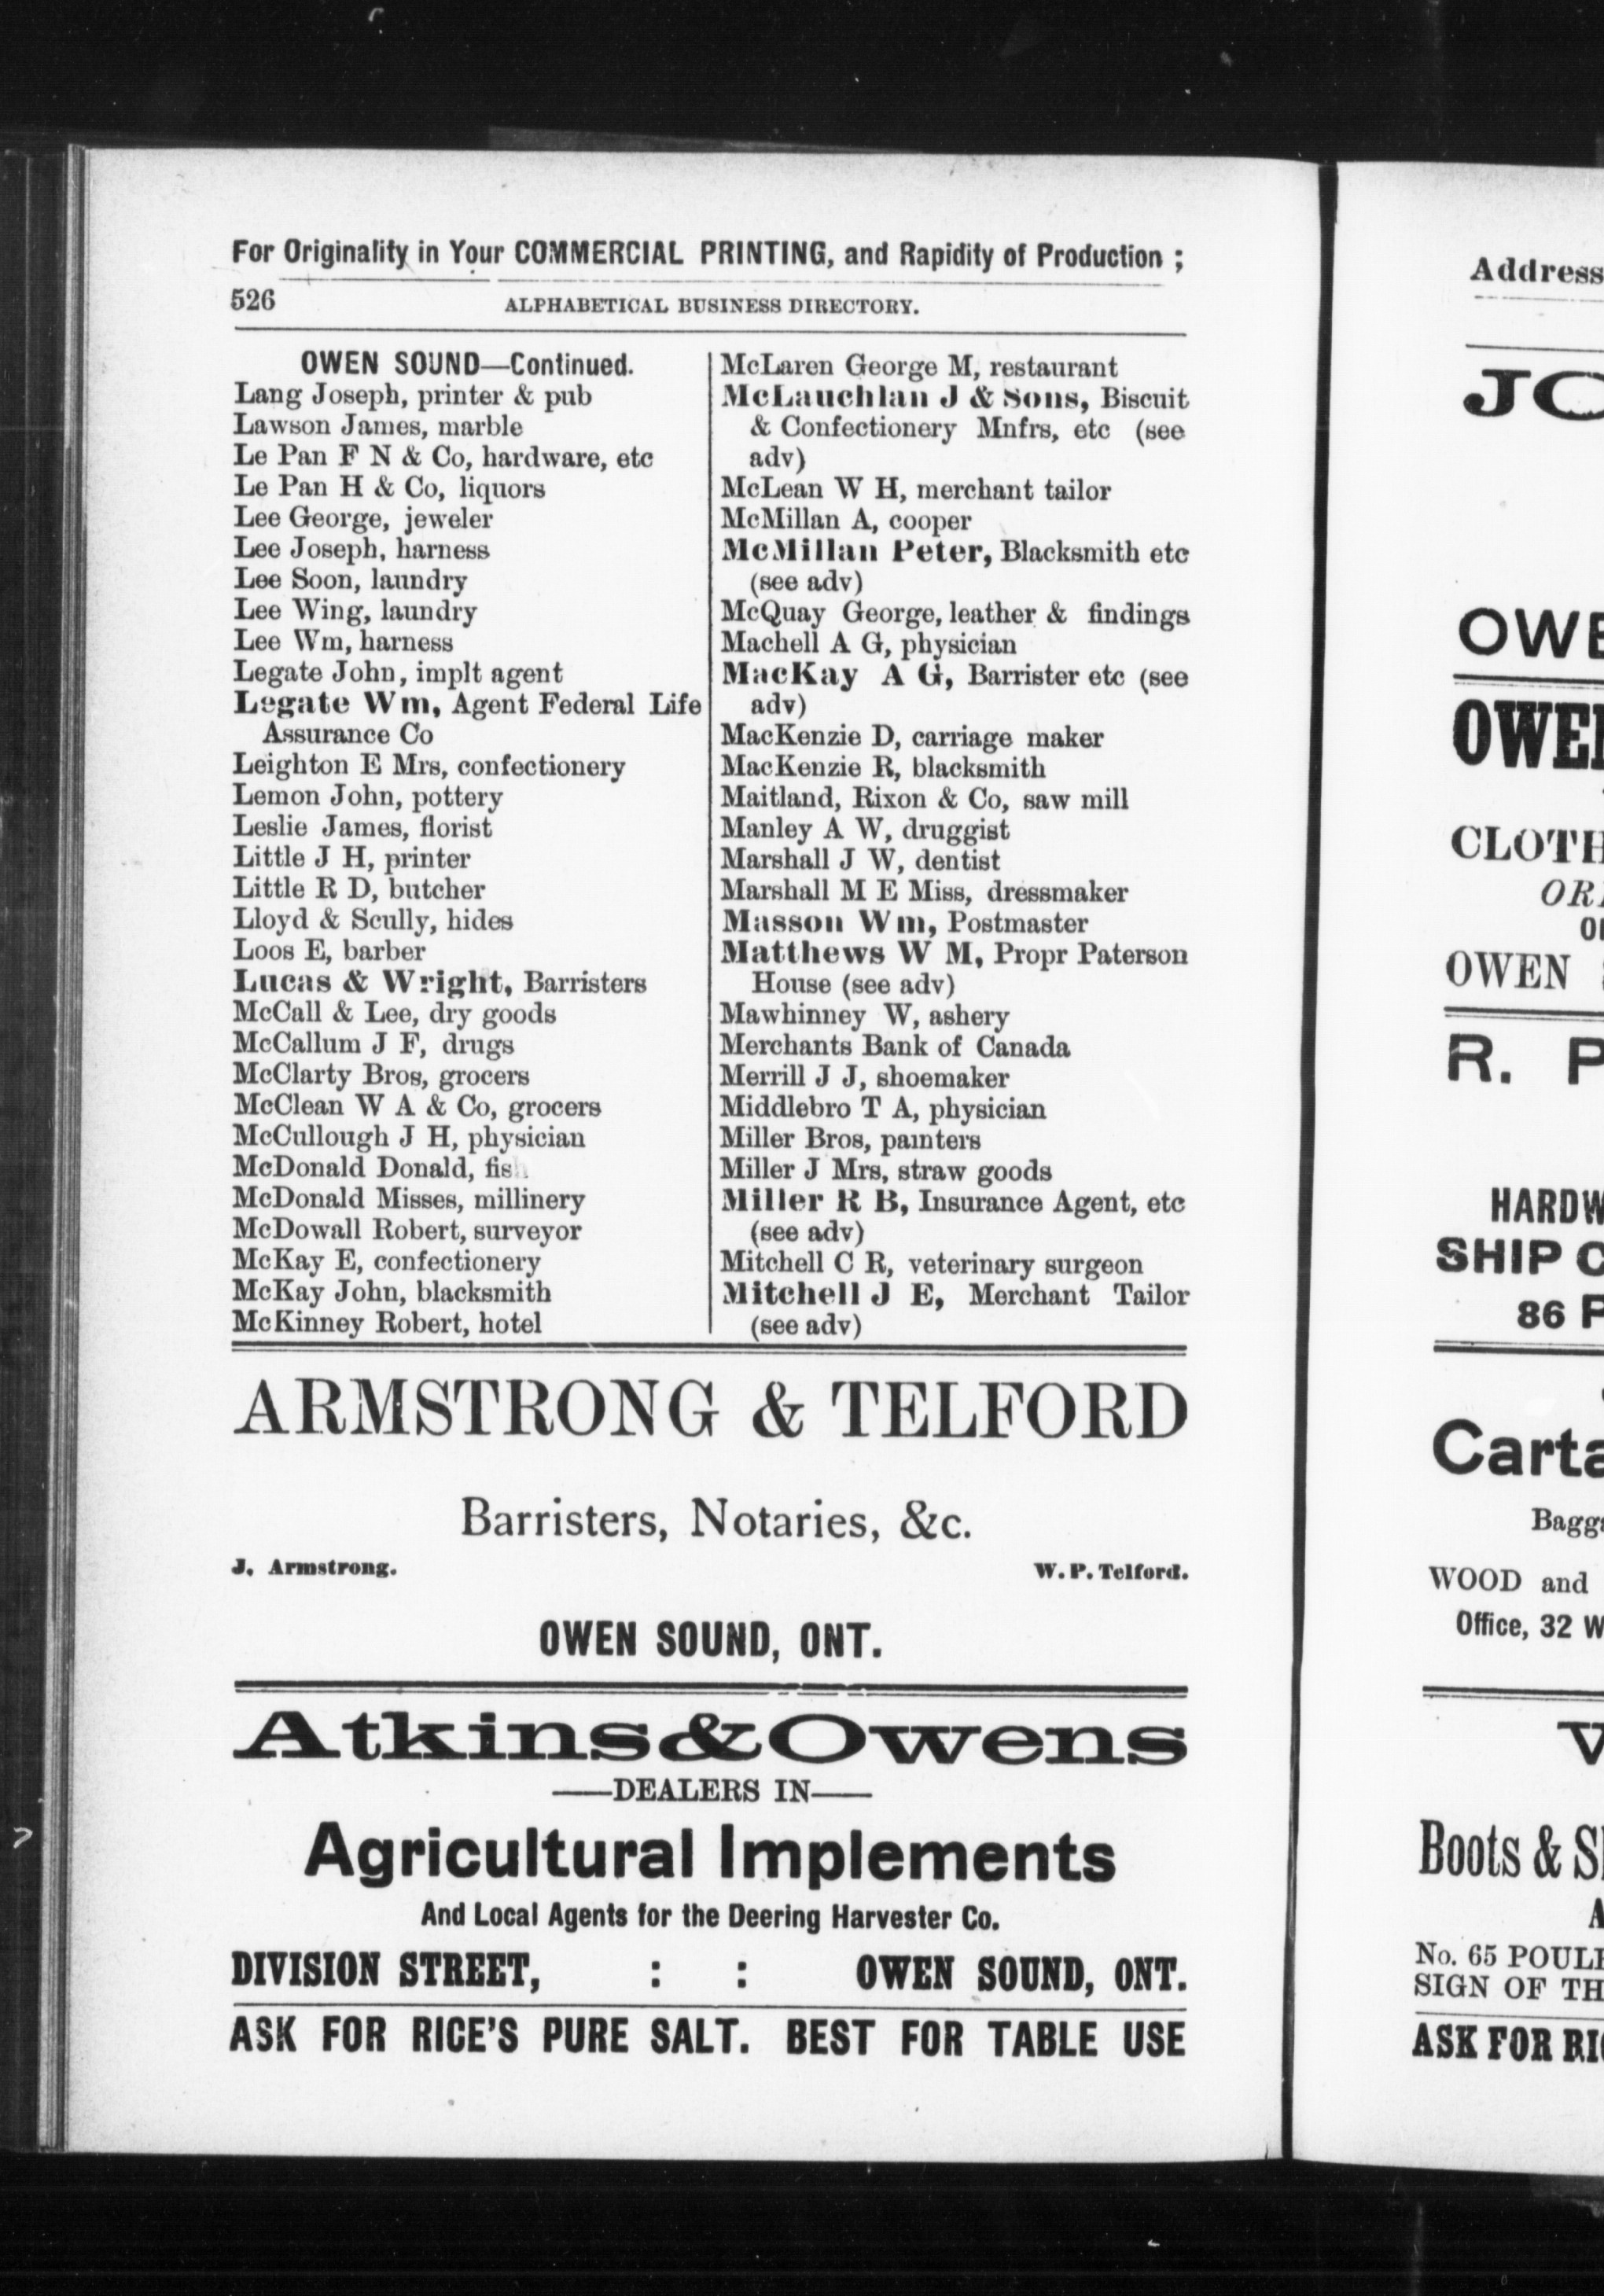 For Originality in Your COMMERCIAL PRINTING, and Rapidity of Production ;
526 ALPHABETICAL BUSINESS DIRECTORY.
OWEN SOUND—Continued.
Lang Joseph, printer & pub
Lawson James, marble
Le Pan F N & Co, hardware, etc
Le Pan H & Co, liquors
Lee George, jeweler
Lee Joseph, harness
Lee Soon, laundry
Lee Wing, laundry
Lee Wm, harness
Legate John, implt agent
Legate Wm, Agent Federal Life
Assurance Co
Leighton E Mrs, confectionery
Lemon John, pottery
Leslie James, florist
Little J H, printer
Little R D, butcher
Lloyd & Scully, hides
Loos E, barber
Lucas & Wright, Barristers
McCall & Lee, dry goods
McCallum J F, drugs
McClarty Bros, grocers
McClean W A & Co, grocers
McCullough J H, physician
McDonald Donald, fish
McDonald Misses, millinery
McDowall Robert, surveyor
McKay E, confectionery
McKay John, blacksmith
McKinney Robert, hotel
McLaren George M, restaurant
McLauchlan J & Sons, Biscuit
& Confectionery Mnfrs, etc (see
adv)
McLean W H, merchant tailor
McMillan A, cooper
McMillan Peter, Blacksmith etc
(see adv)
McQuay George, leather & findings
Machell A G, physician
MacKay A G, Barrister etc (see
adv)
MacKenzie D, carriage maker
MacKenzie R, blacksmith
Maitland, Rixon & Co, saw mill
Manley A W, druggist
Marshall J W, dentist
Marshall M E Miss, dressmaker
Masson Wm, Postmaster
Matthews W M, Propr Paterson
House (see adv)
Mawhinney W, ashery
Merchants Bank of Canada
Merrill J J, shoemaker
Middlebro T A, physician
Miller Bros, painters
Miller J Mrs, straw goods
Miller R B, Insurance Agent, etc
(see adv)
Mitchell C R, veterinary surgeon
Mitchell J E, Merchant Tailor
(see adv)
ARMSTRONG & TELFORD
Barristers, Notaries, &c.
J. Armstrong. W. P. Telford.
OWEN SOUND, ONT.
Atkins & Owens
——DEALERS IN——
Agricultural Implements
And Local Agents for the Deering Harvester Co.
DIVISION STREET, : : OWEN SOUND, ONT.
ASK FOR RICE'S PURE SALT. BEST FOR TABLE USE
Address
OWEN
R.
86
WOOD and
Office, 32
Boots &
No. 65
SIGN OF
ASK FOR